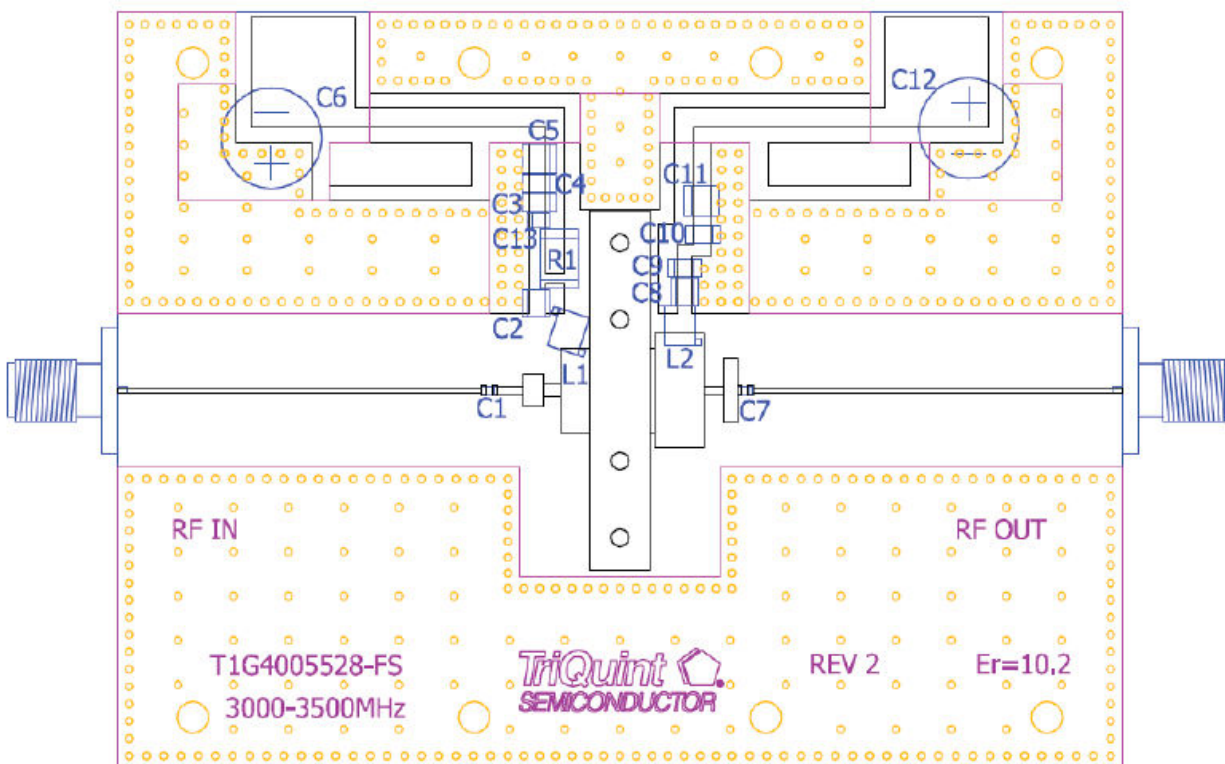 C6
C12
C5
C4
C11
C3
C13
C10
R1
C9
C8
C2
L1
L2
C1
C7
RF IN
RF OUT
T1G4005528-FS
3000-3500MHz
TriQuint
SEMICONDUCTOR
REV 2
Er=10.2